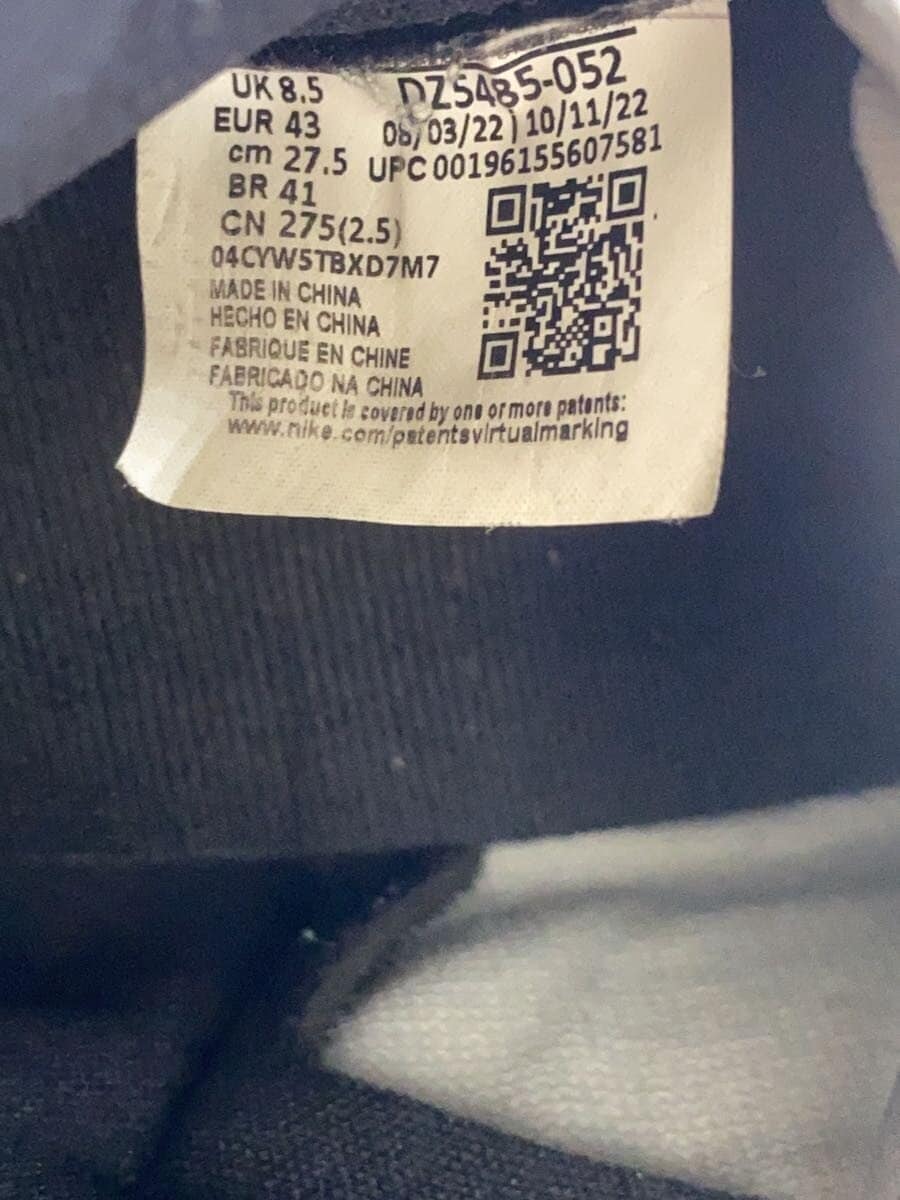 UK 8.5 DZ5485-052
EUR 43 08/03/22) 10/11/22
cm 27.5 UPC 00196155607581
BR 41
CN 275(2.5)
04CYW5TBXD7M7
MADE IN CHINA
HECHO EN CHINA
FABRIQUE EN CHINE
FABRICADO NA CHINA
This product is covered by one or more patents:
www.nike.com/patentsvirtualmarking